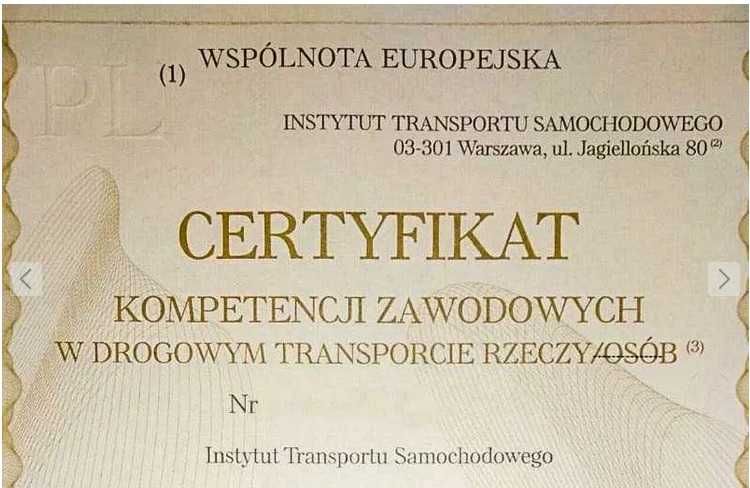 PL
(1) WSPÓLNOTA EUROPEJSKA
INSTYTUT TRANSPORTU SAMOCHODOWEGO
03-301 Warszawa, ul. Jagiellońska 80 (2)
CERTYFIKAT
KOMPETENCJI ZAWODOWYCH
W DROGOWYM TRANSPORCIE RZECZY/OSÓB (3)
Nr
Instytut Transportu Samochodowego